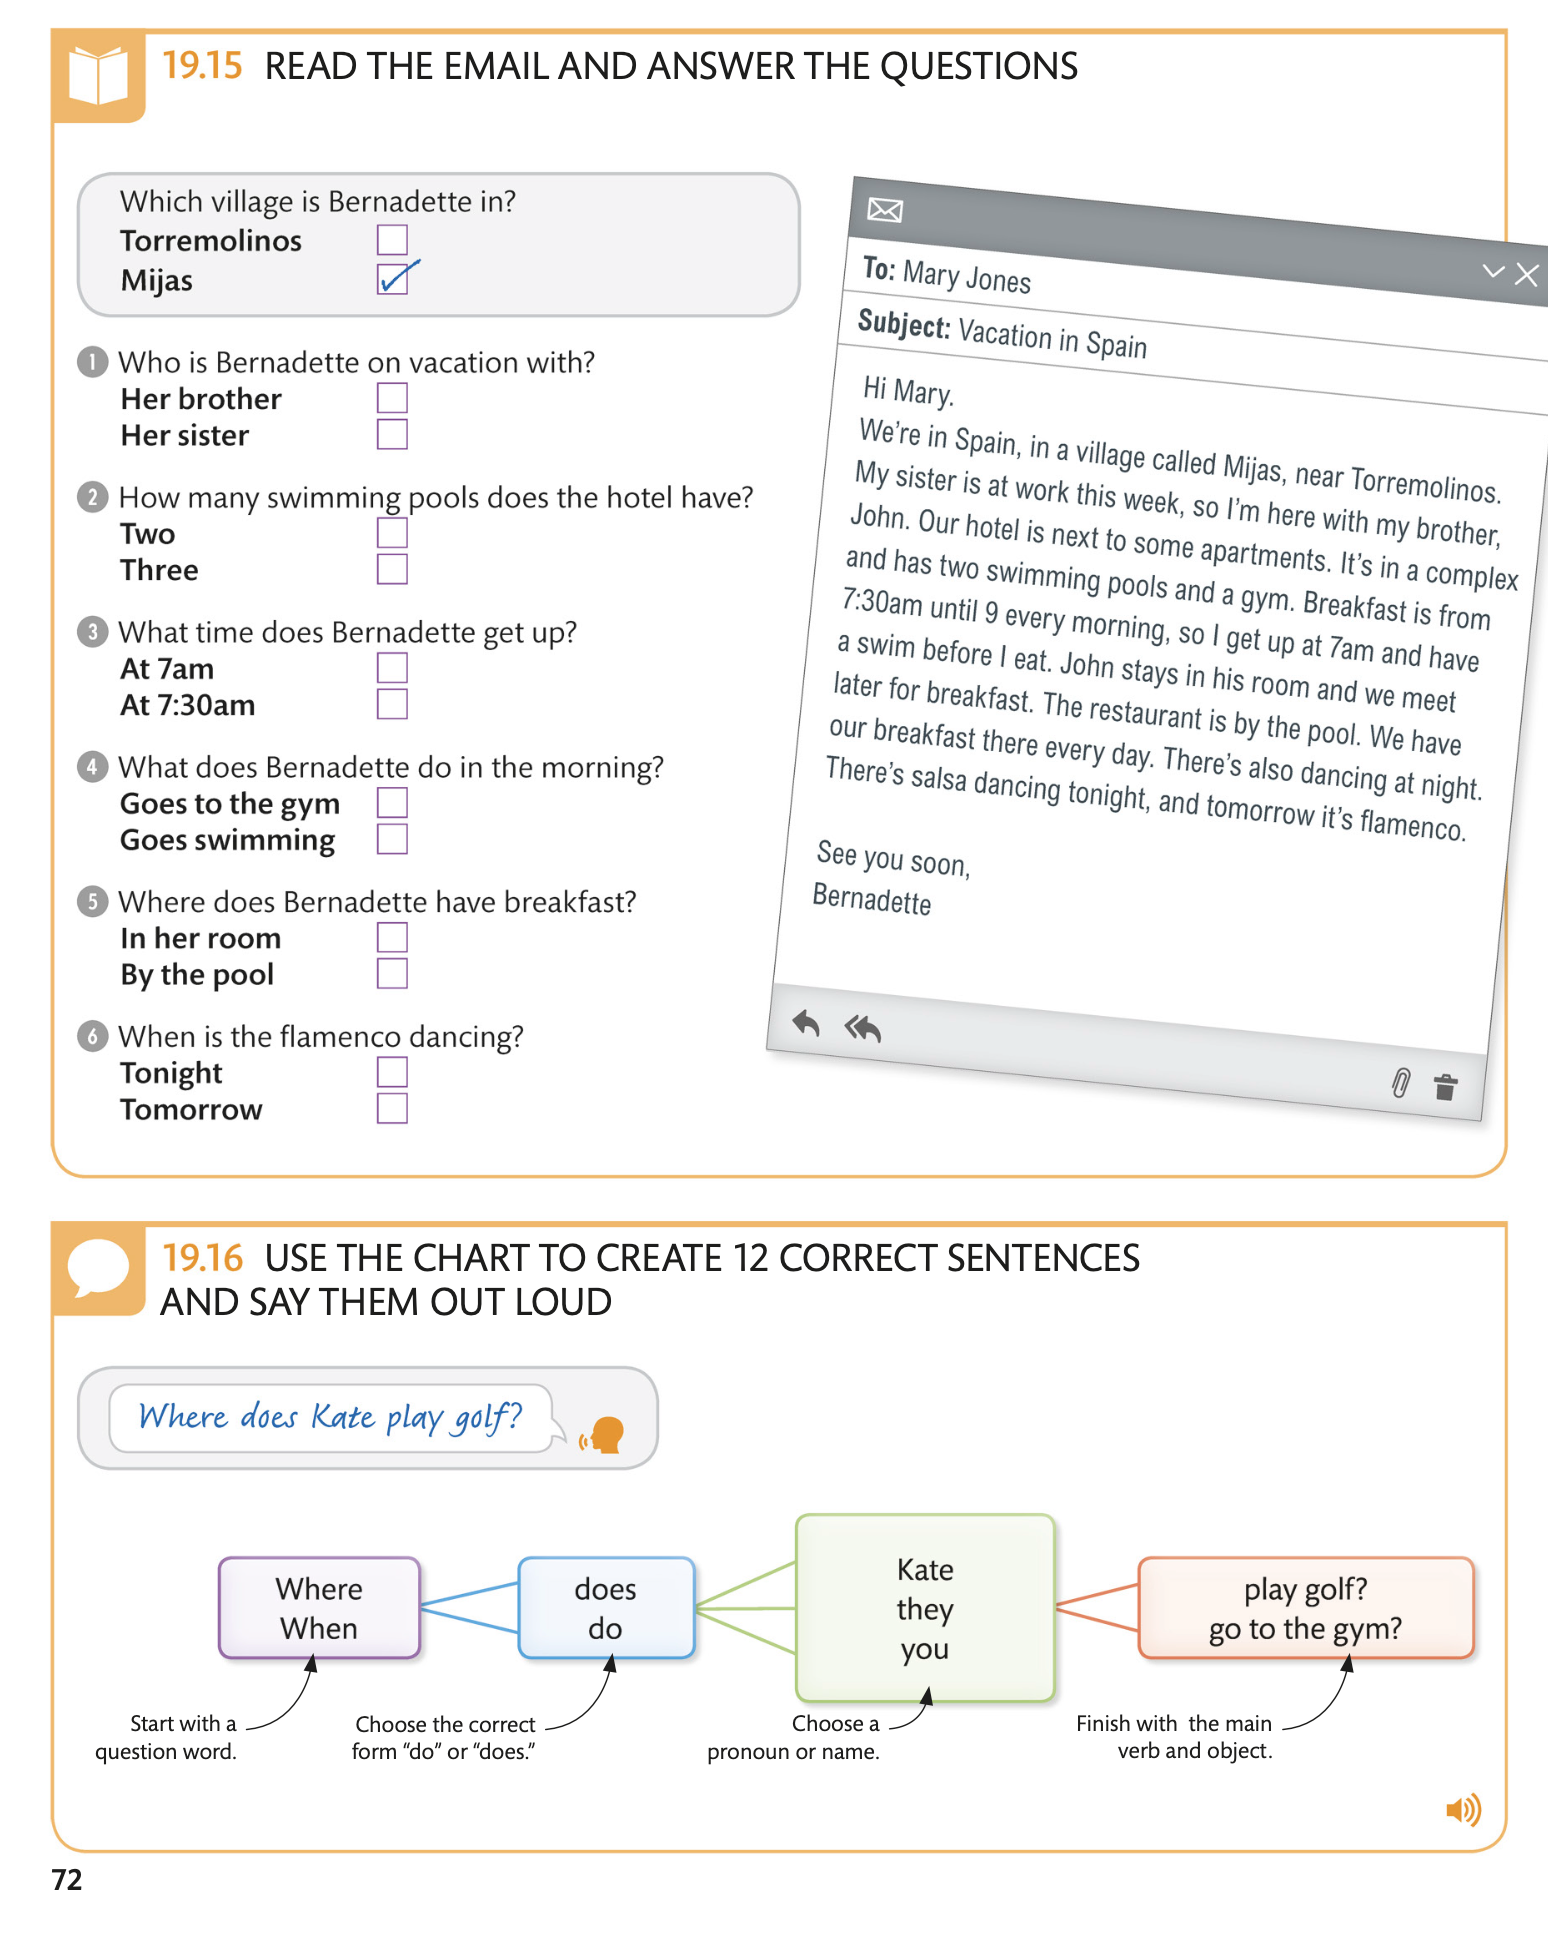 19.15 READ THE EMAIL AND ANSWER THE QUESTIONS
Which village is Bernadette in?
Torremolinos
Mijas
1 Who is Bernadette on vacation with?
Her brother
Her sister
2 How many swimming pools does the hotel have?
Two
Three
3 What time does Bernadette get up?
At 7am
At 7:30am
4 What does Bernadette do in the morning?
Goes to the gym
Goes swimming
5 Where does Bernadette have breakfast?
In her room
By the pool
6 When is the flamenco dancing?
Tonight
Tomorrow
To: Mary Jones
Subject: Vacation in Spain
Hi Mary.
We're in Spain, in a village called Mijas, near Torremolinos.
My sister is at work this week, so I'm here with my brother,
John. Our hotel is next to some apartments. It's in a complex
and has two swimming pools and a gym. Breakfast is from
7:30am until 9 every morning, so I get up at 7am and have
a swim before I eat. John stays in his room and we meet
later for breakfast. The restaurant is by the pool. We have
our breakfast there every day. There's also dancing at night.
There's salsa dancing tonight, and tomorrow it's flamenco.
See you soon,
Bernadette
19.16 USE THE CHART TO CREATE 12 CORRECT SENTENCES
AND SAY THEM OUT LOUD
Where does Kate play golf?
Where
When
does
do
Kate
they
you
play golf?
go to the gym?
Start with a
question word.
Choose the correct
form "do" or "does."
Choose a
pronoun or name.
Finish with the main
verb and object.
72